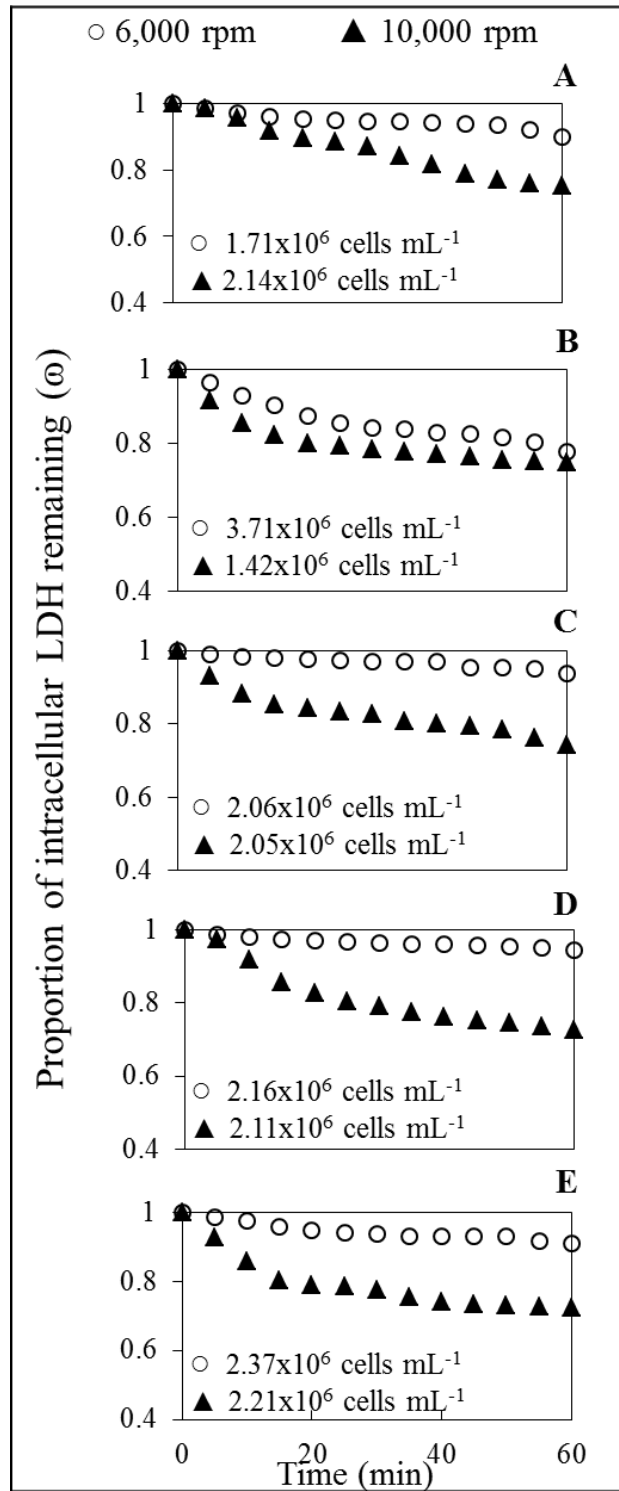 ○ 6,000 rpm ▲ 10,000 rpm
Proportion of intracellular LDH remaining (ω)
A
1
0.8
0.6
0.4
○ 1.71x10⁶ cells mL⁻¹
▲ 2.14x10⁶ cells mL⁻¹
B
1
0.8
0.6
0.4
○ 3.71x10⁶ cells mL⁻¹
▲ 1.42x10⁶ cells mL⁻¹
C
1
0.8
0.6
0.4
○ 2.06x10⁶ cells mL⁻¹
▲ 2.05x10⁶ cells mL⁻¹
D
1
0.8
0.6
0.4
○ 2.16x10⁶ cells mL⁻¹
▲ 2.11x10⁶ cells mL⁻¹
E
1
0.8
0.6
0.4
○ 2.37x10⁶ cells mL⁻¹
▲ 2.21x10⁶ cells mL⁻¹
0 20 40 60
Time (min)